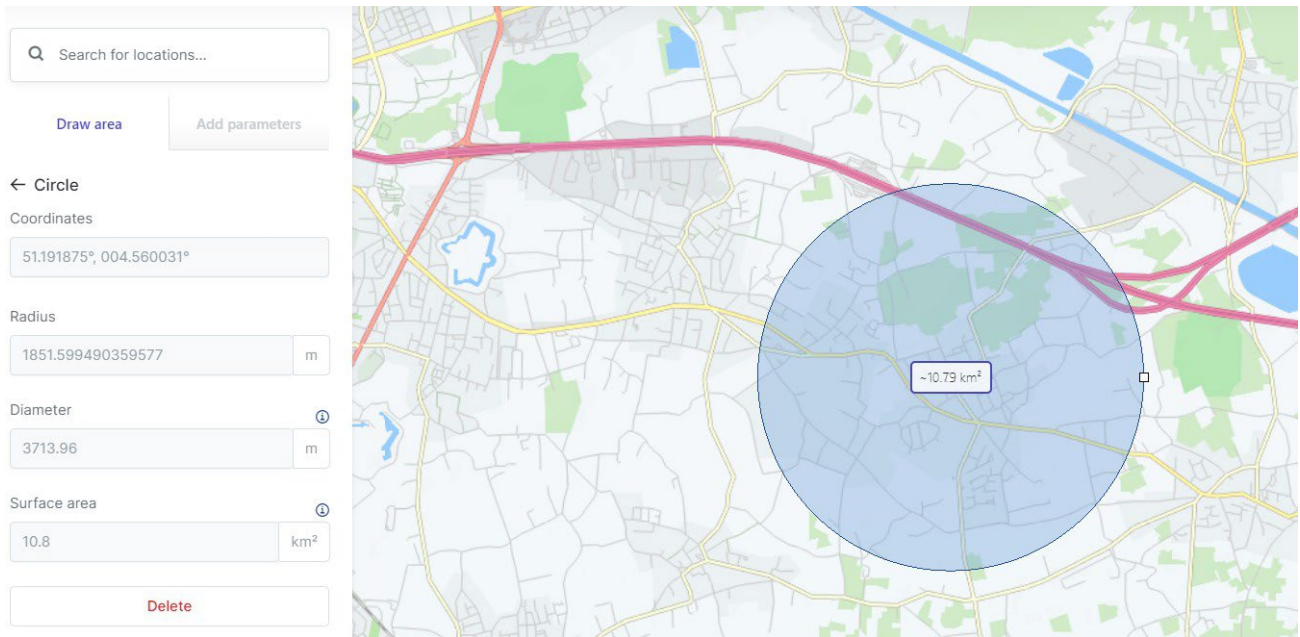 Search for locations...
Draw area
Add parameters
← Circle
Coordinates
51.191875°, 004.560031°
Radius
1851.599490359577 m
Diameter
3713.96 m
Surface area
10.8 km²
Delete
~10.79 km²